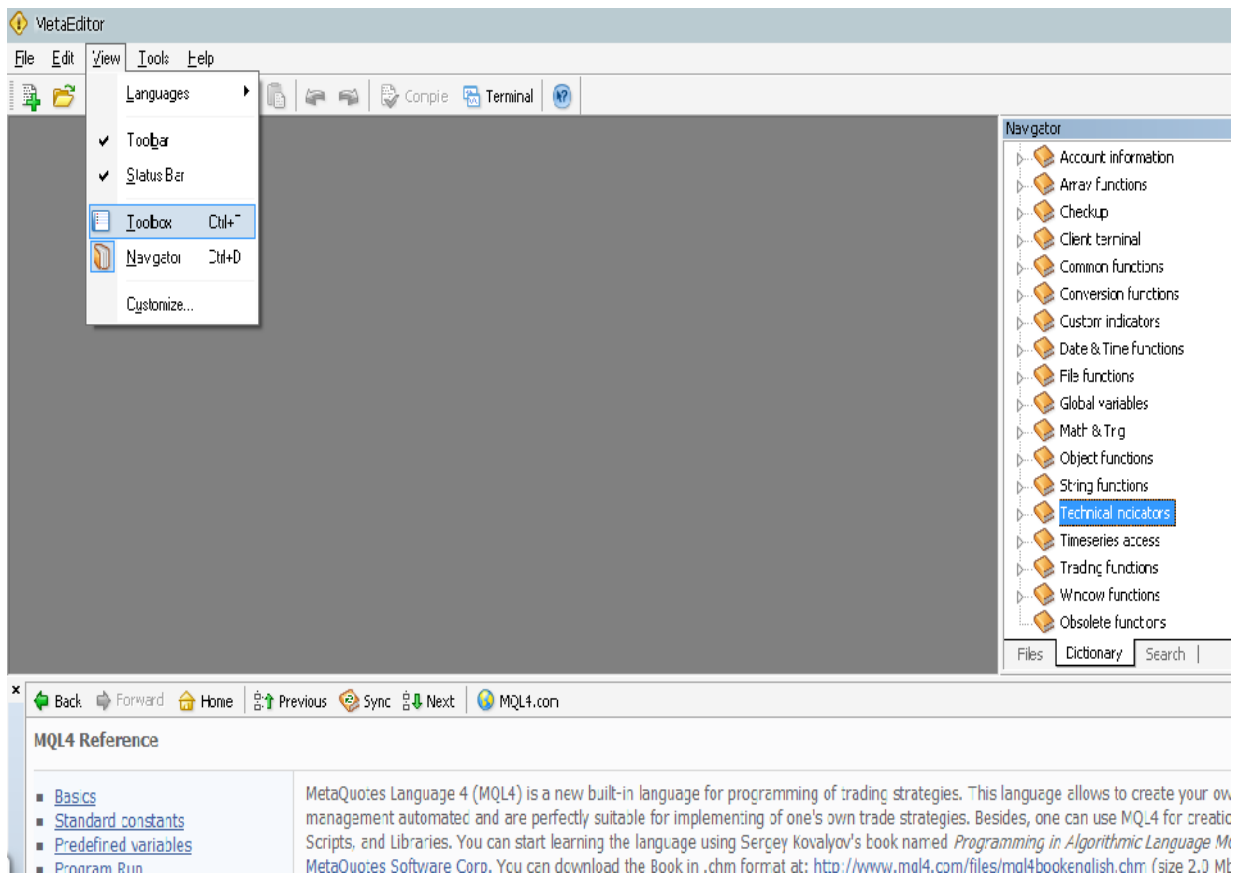 MetaEditor
File Edit View Tools Help
Compile Terminal
Languages
Toolbar
Status Bar
Toolbox Ctrl+T
Navigator Ctrl+D
Customize...
Navigator
Account information
Array functions
Checkup
Client terminal
Common functions
Conversion functions
Custom indicators
Date & Time functions
File functions
Global variables
Math & Trig
Object functions
String functions
Technical indicators
Timeseries access
Trading functions
Window functions
Obsolete functions
Files Dictionary Search
Back Forward Home Previous Sync Next MQL4.com
MQL4 Reference
Basics
Standard constants
Predefined variables
Program Run
MetaQuotes Language 4 (MQL4) is a new built-in language for programming of trading strategies. This language allows to create your ow
management automated and are perfectly suitable for implementing of one's own trade strategies. Besides, one can use MQL4 for creatio
Scripts, and Libraries. You can start learning the language using Sergey Kovalyov's book named Programming in Algorithmic Language M
MetaQuotes Software Corp. You can download the Book in .chm format at: http://www.mql4.com/files/mql4bookenglish.chm (size 2.0 Mb